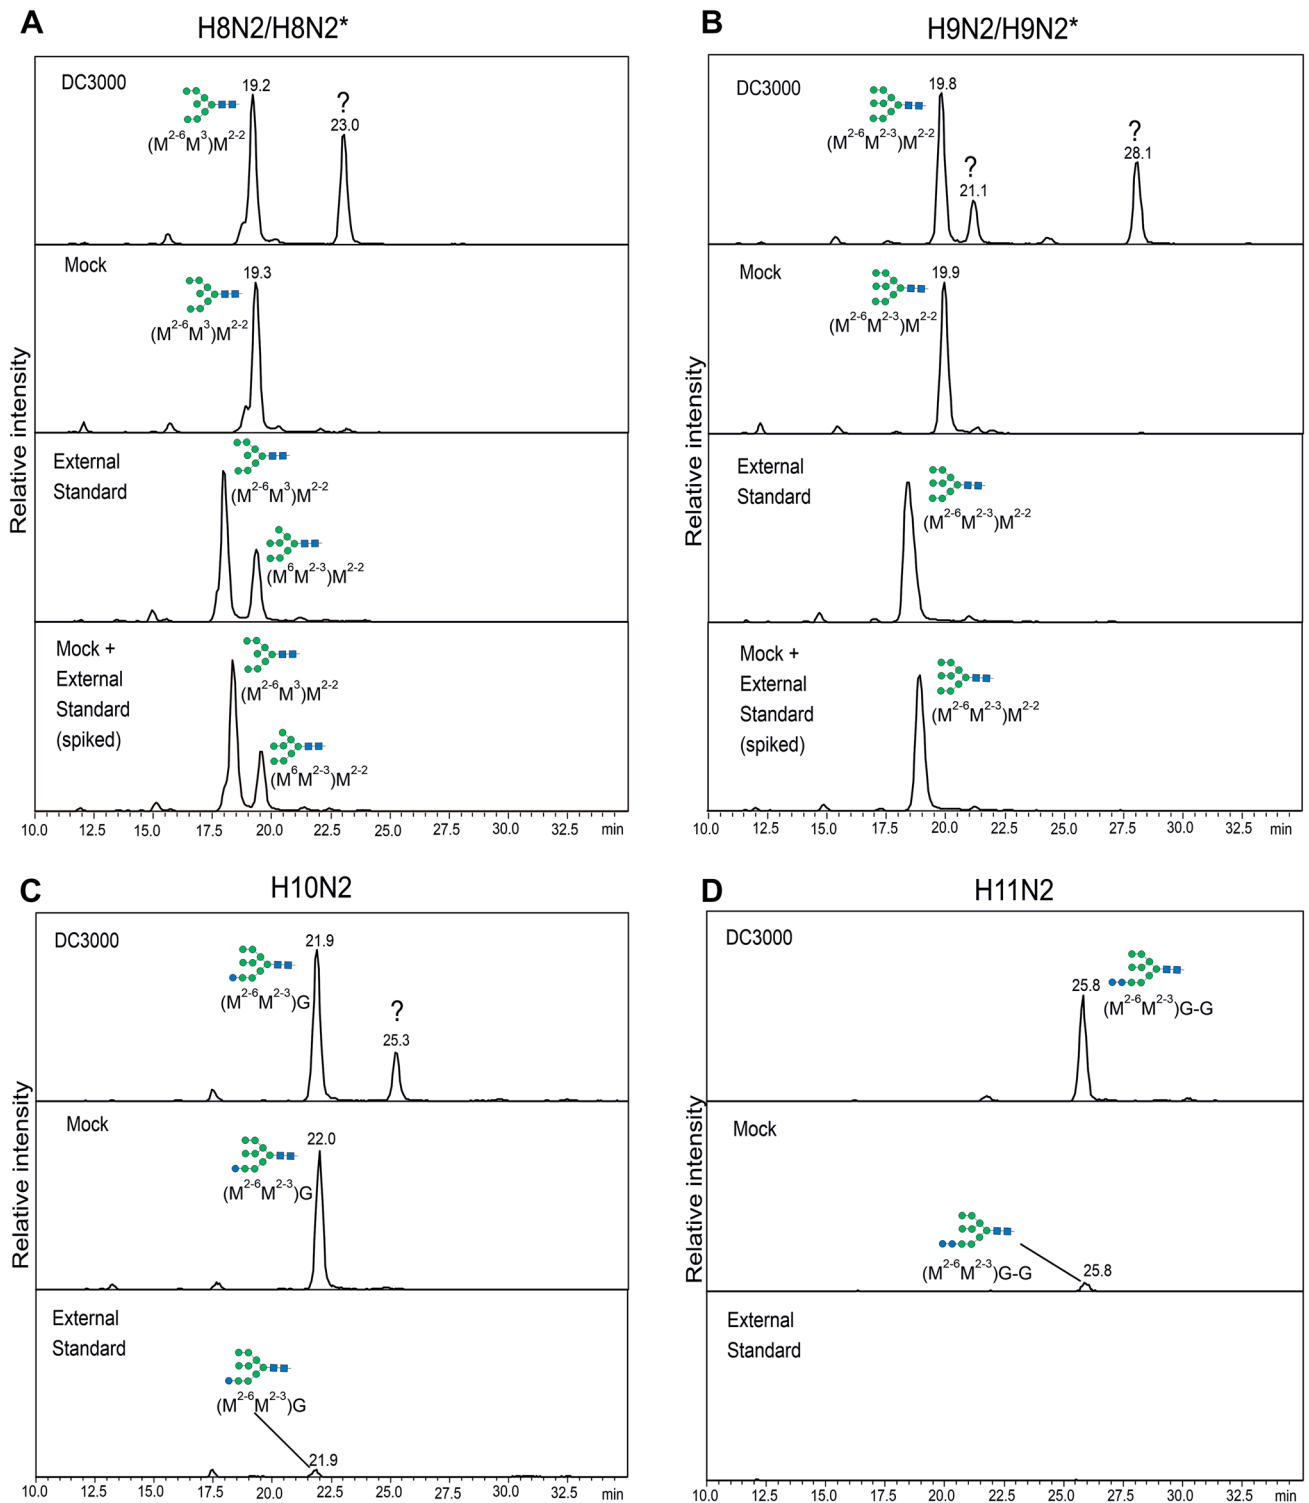 A
H8N2/H8N2*
Relative intensity
DC3000
19.2
(M2-6M3)M2-2
?
23.0
Mock
19.3
(M2-6M3)M2-2
External
Standard
(M2-6M3)M2-2
(M6M2-3)M2-2
Mock +
External
Standard
(spiked)
(M2-6M3)M2-2
(M6M2-3)M2-2
10.0 12.5 15.0 17.5 20.0 22.5 25.0 27.5 30.0 32.5 min
B
H9N2/H9N2*
Relative intensity
DC3000
19.8
(M2-6M2-3)M2-2
?
21.1
?
28.1
Mock
19.9
(M2-6M2-3)M2-2
External
Standard
(M2-6M2-3)M2-2
Mock +
External
Standard
(spiked)
(M2-6M2-3)M2-2
10.0 12.5 15.0 17.5 20.0 22.5 25.0 27.5 30.0 32.5 min
C
H10N2
Relative intensity
DC3000
21.9
(M2-6M2-3)G
?
25.3
Mock
22.0
(M2-6M2-3)G
External
Standard
(M2-6M2-3)G
21.9
10.0 12.5 15.0 17.5 20.0 22.5 25.0 27.5 30.0 32.5 min
D
H11N2
Relative intensity
DC3000
25.8
(M2-6M2-3)G-G
Mock
(M2-6M2-3)G-G
25.8
External
Standard
10.0 12.5 15.0 17.5 20.0 22.5 25.0 27.5 30.0 32.5 min